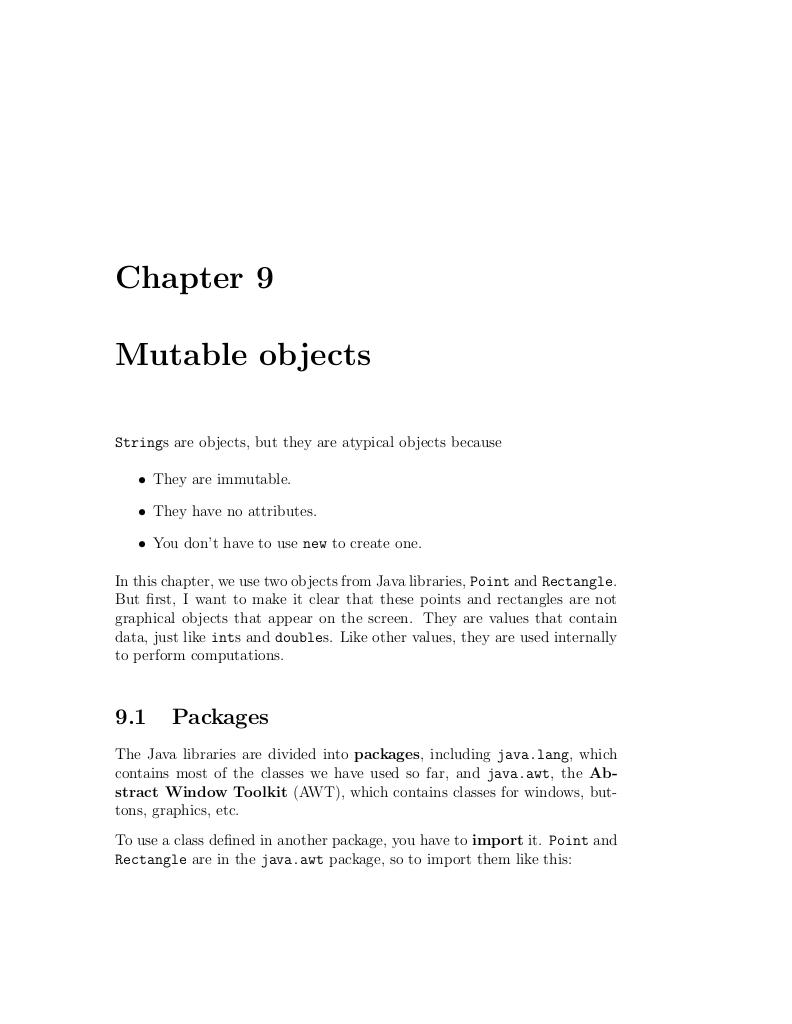 Chapter 9
Mutable objects
Strings are objects, but they are atypical objects because
• They are immutable.
• They have no attributes.
• You don't have to use new to create one.
In this chapter, we use two objects from Java libraries, Point and Rectangle.
But first, I want to make it clear that these points and rectangles are not
graphical objects that appear on the screen. They are values that contain
data, just like ints and doubles. Like other values, they are used internally
to perform computations.
9.1 Packages
The Java libraries are divided into packages, including java.lang, which
contains most of the classes we have used so far, and java.awt, the Ab-
stract Window Toolkit (AWT), which contains classes for windows, but-
tons, graphics, etc.
To use a class defined in another package, you have to import it. Point and
Rectangle are in the java.awt package, so to import them like this: